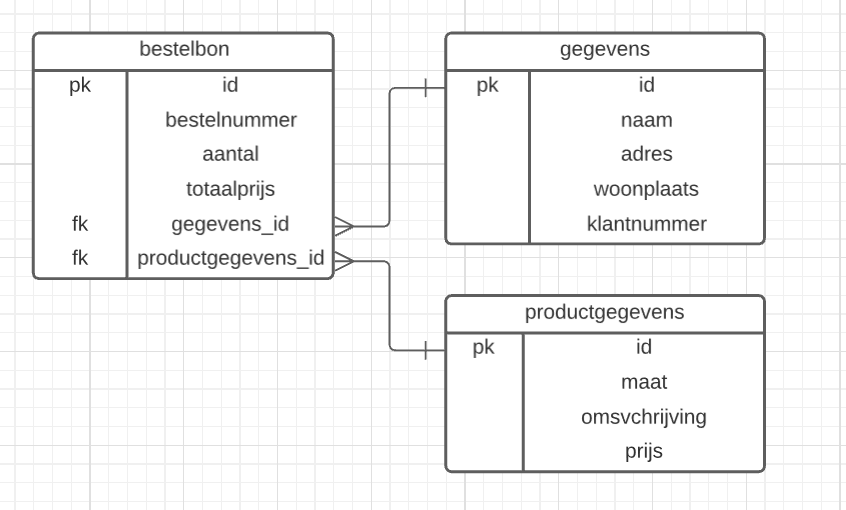 bestelbon
pk id
bestelnummer
aantal
totaalprijs
fk gegevens_id
fk productgegevens_id
gegevens
pk id
naam
adres
woonplaats
klantnummer
productgegevens
pk id
maat
omsvchrijving
prijs